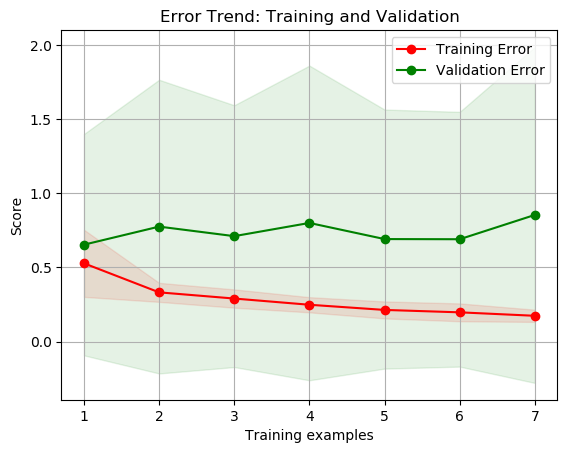 Error Trend: Training and Validation
Training Error
Validation Error
2.0
1.5
1.0
0.5
0.0
Score
1 2 3 4 5 6 7
Training examples